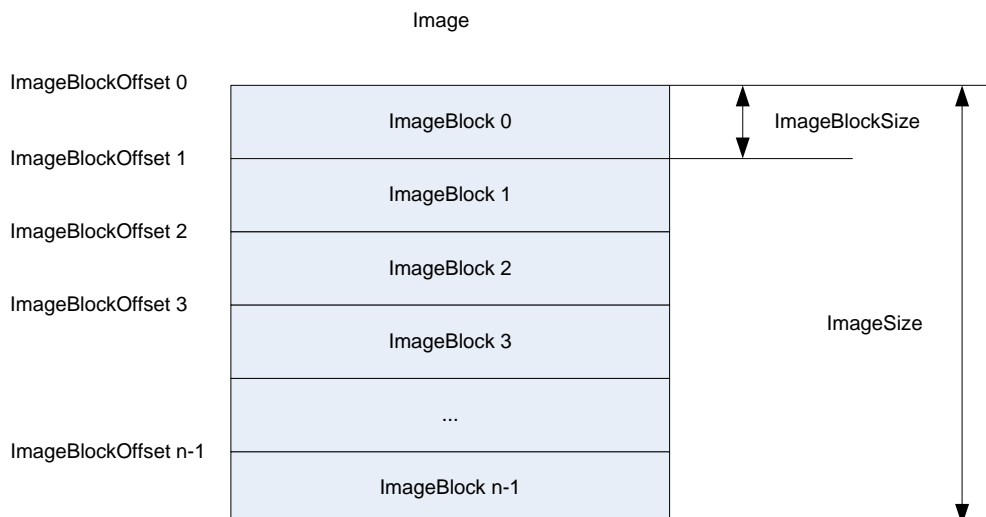 Image
ImageBlockOffset 0
ImageBlock 0
ImageBlockSize
ImageBlockOffset 1
ImageBlock 1
ImageBlockOffset 2
ImageBlock 2
ImageBlockOffset 3
ImageSize
ImageBlock 3
...
ImageBlockOffset n-1
ImageBlock n-1